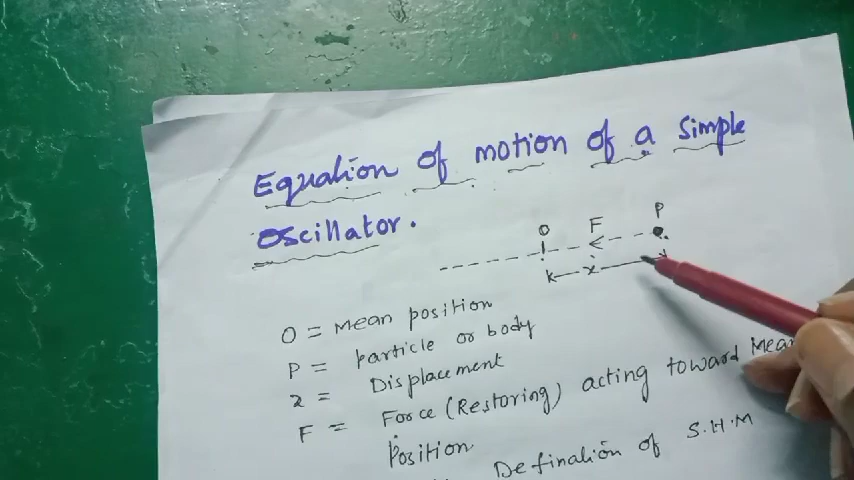 Equation of motion of a simple
oscillator.
O F P
x
O = Mean position
P = particle or body
x = Displacement
F = Force (Restoring) acting toward Mean
Position
Defination of S.H.M